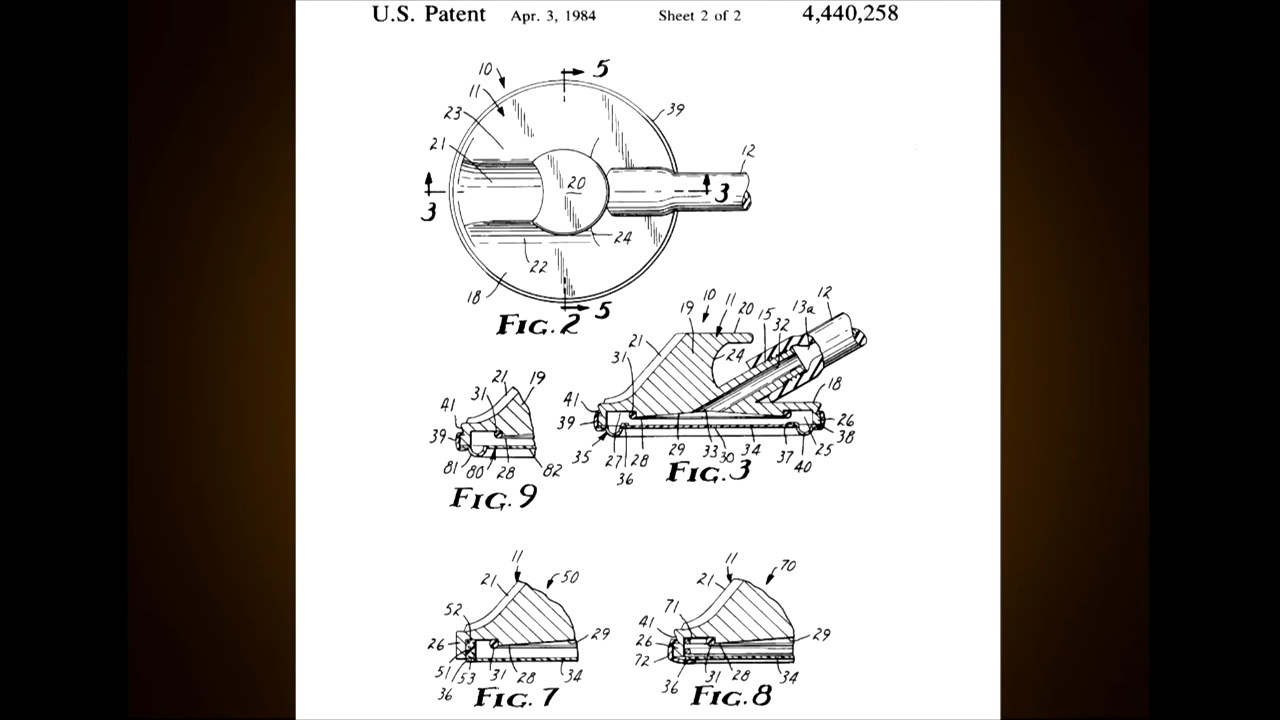 U.S. Patent Apr. 3, 1984 Sheet 2 of 2 4,440,258
10 5
11
23 39
21 12
20
3 3
24
22
18 5
FIG. 2
10 11 20 15 32 13a 12
19
21
31 24
41 18
39 26
38
35 27 36 28 29 33 30 34 37 40 25
FIG. 3
21 19
31
41
39
81 80 28 82
FIG. 9
11 50
21
52
26 29
51 53 31 28 34
36
FIG. 7
11 70
21
71
41
26 29
72
36 31 28 34
FIG. 8